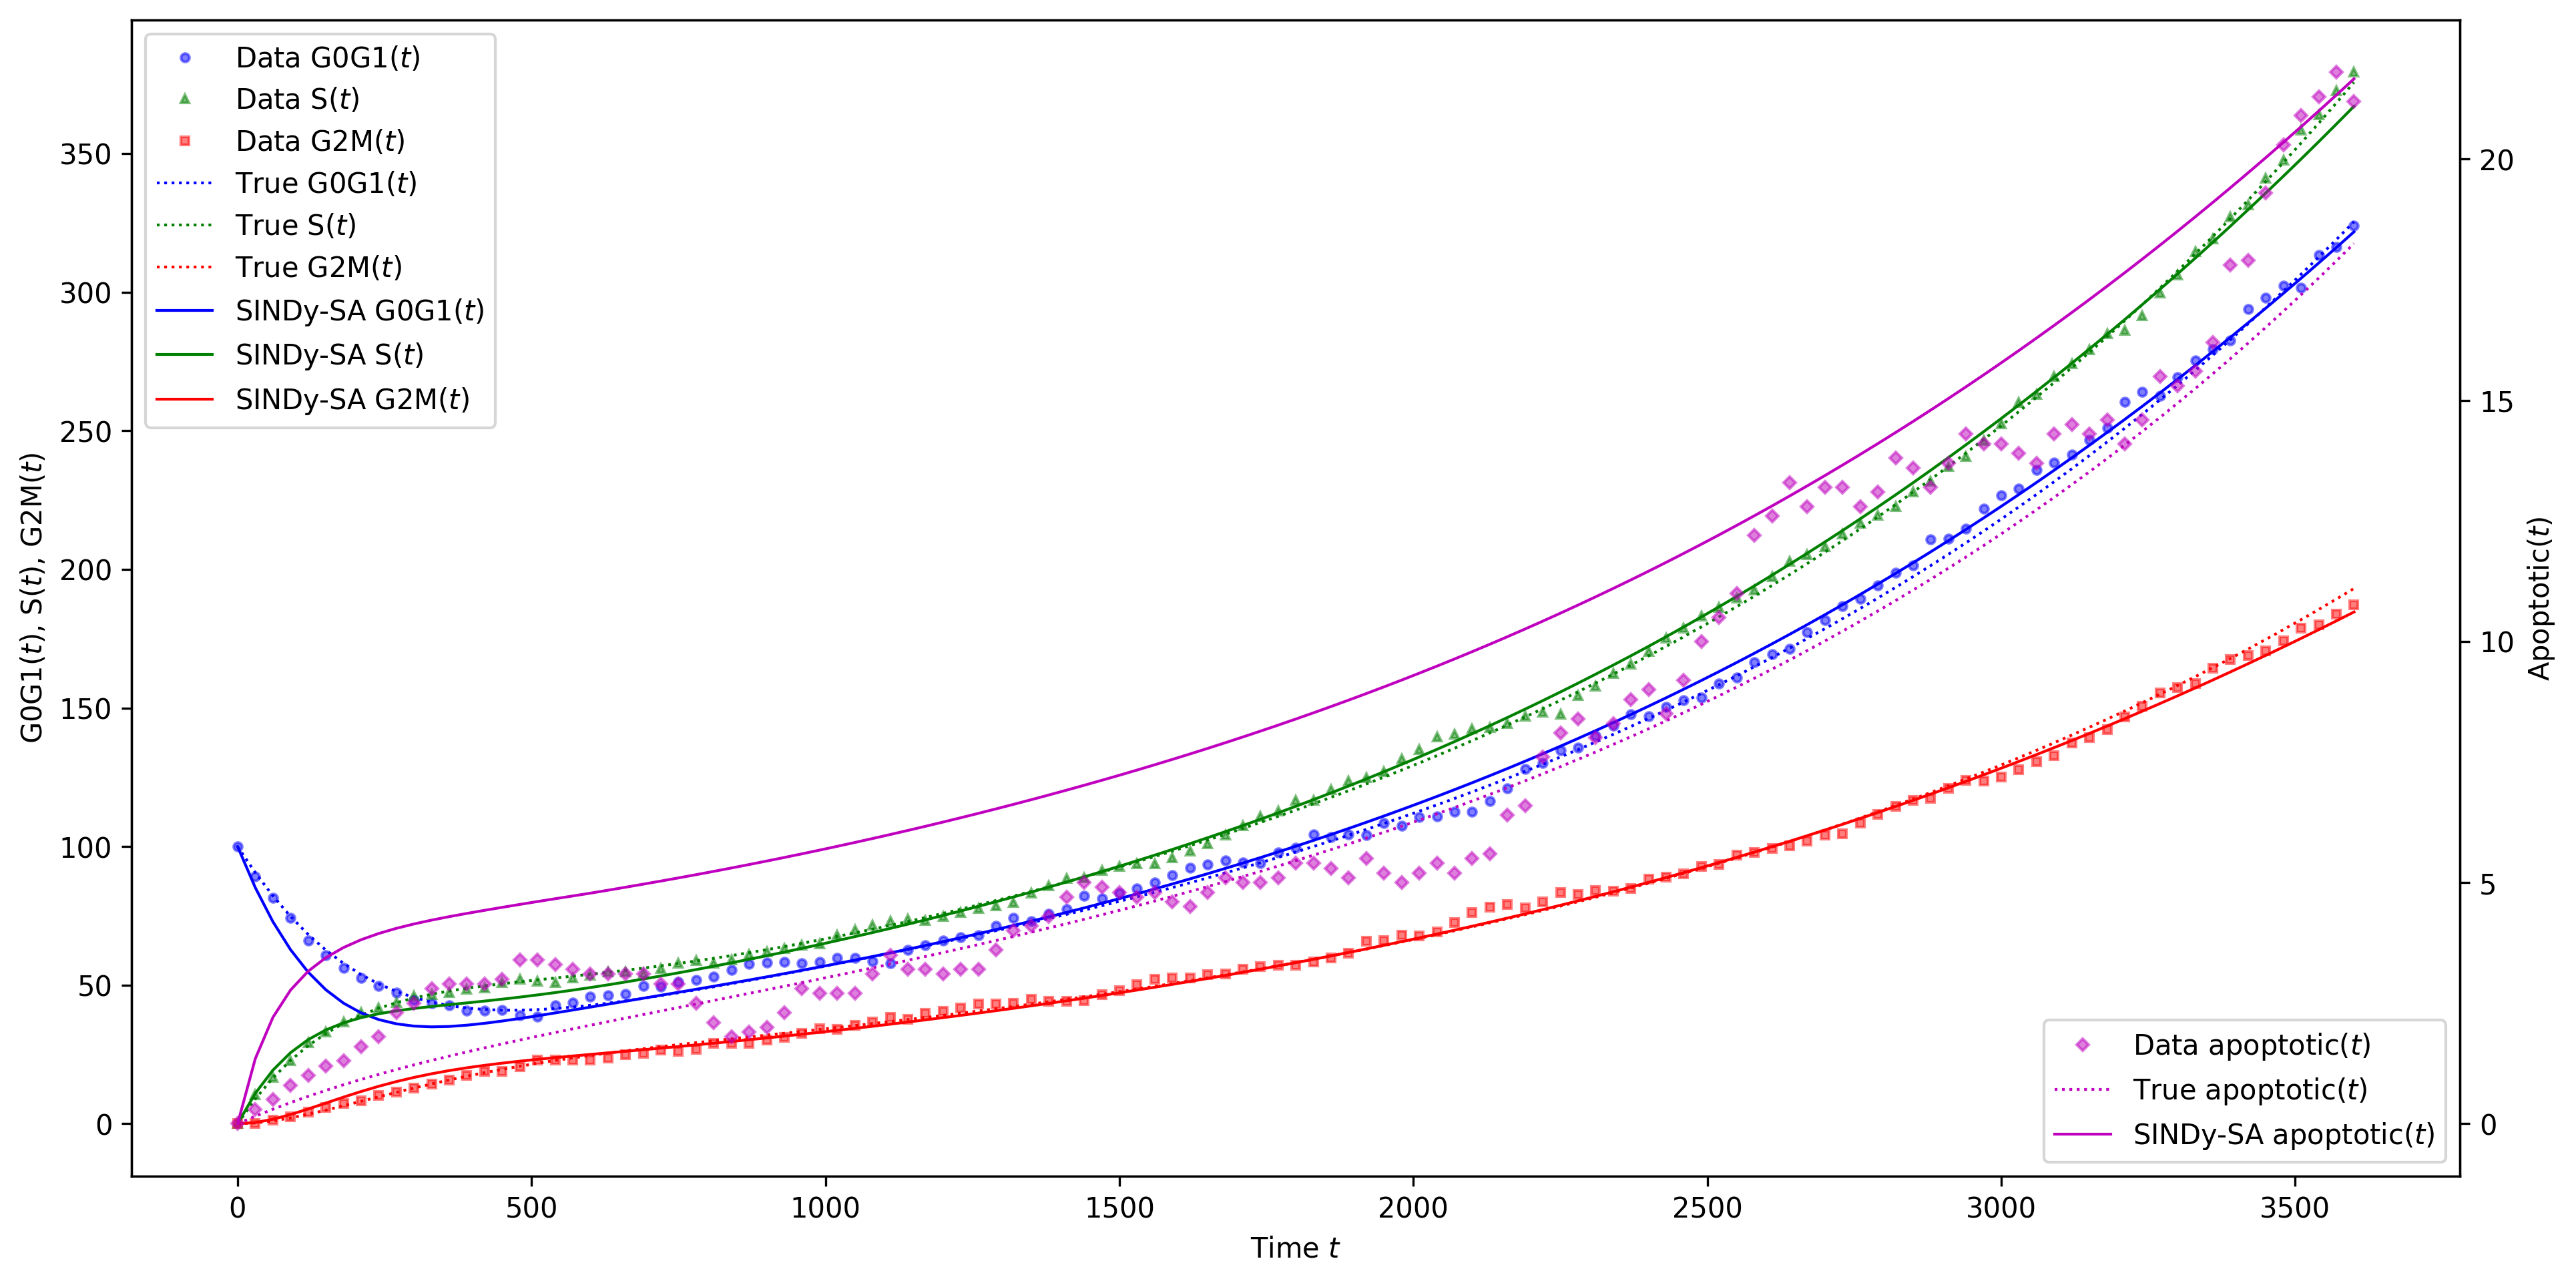 Data G0G1(t)
Data S(t)
Data G2M(t)
True G0G1(t)
True S(t)
True G2M(t)
SINDy-SA G0G1(t)
SINDy-SA S(t)
SINDy-SA G2M(t)
350
300
250
200
150
100
50
0
G0G1(t), S(t), G2M(t)
20
15
10
5
0
Apoptotic(t)
Data apoptotic(t)
True apoptotic(t)
SINDy-SA apoptotic(t)
0 500 1000 1500 2000 2500 3000 3500
Time t